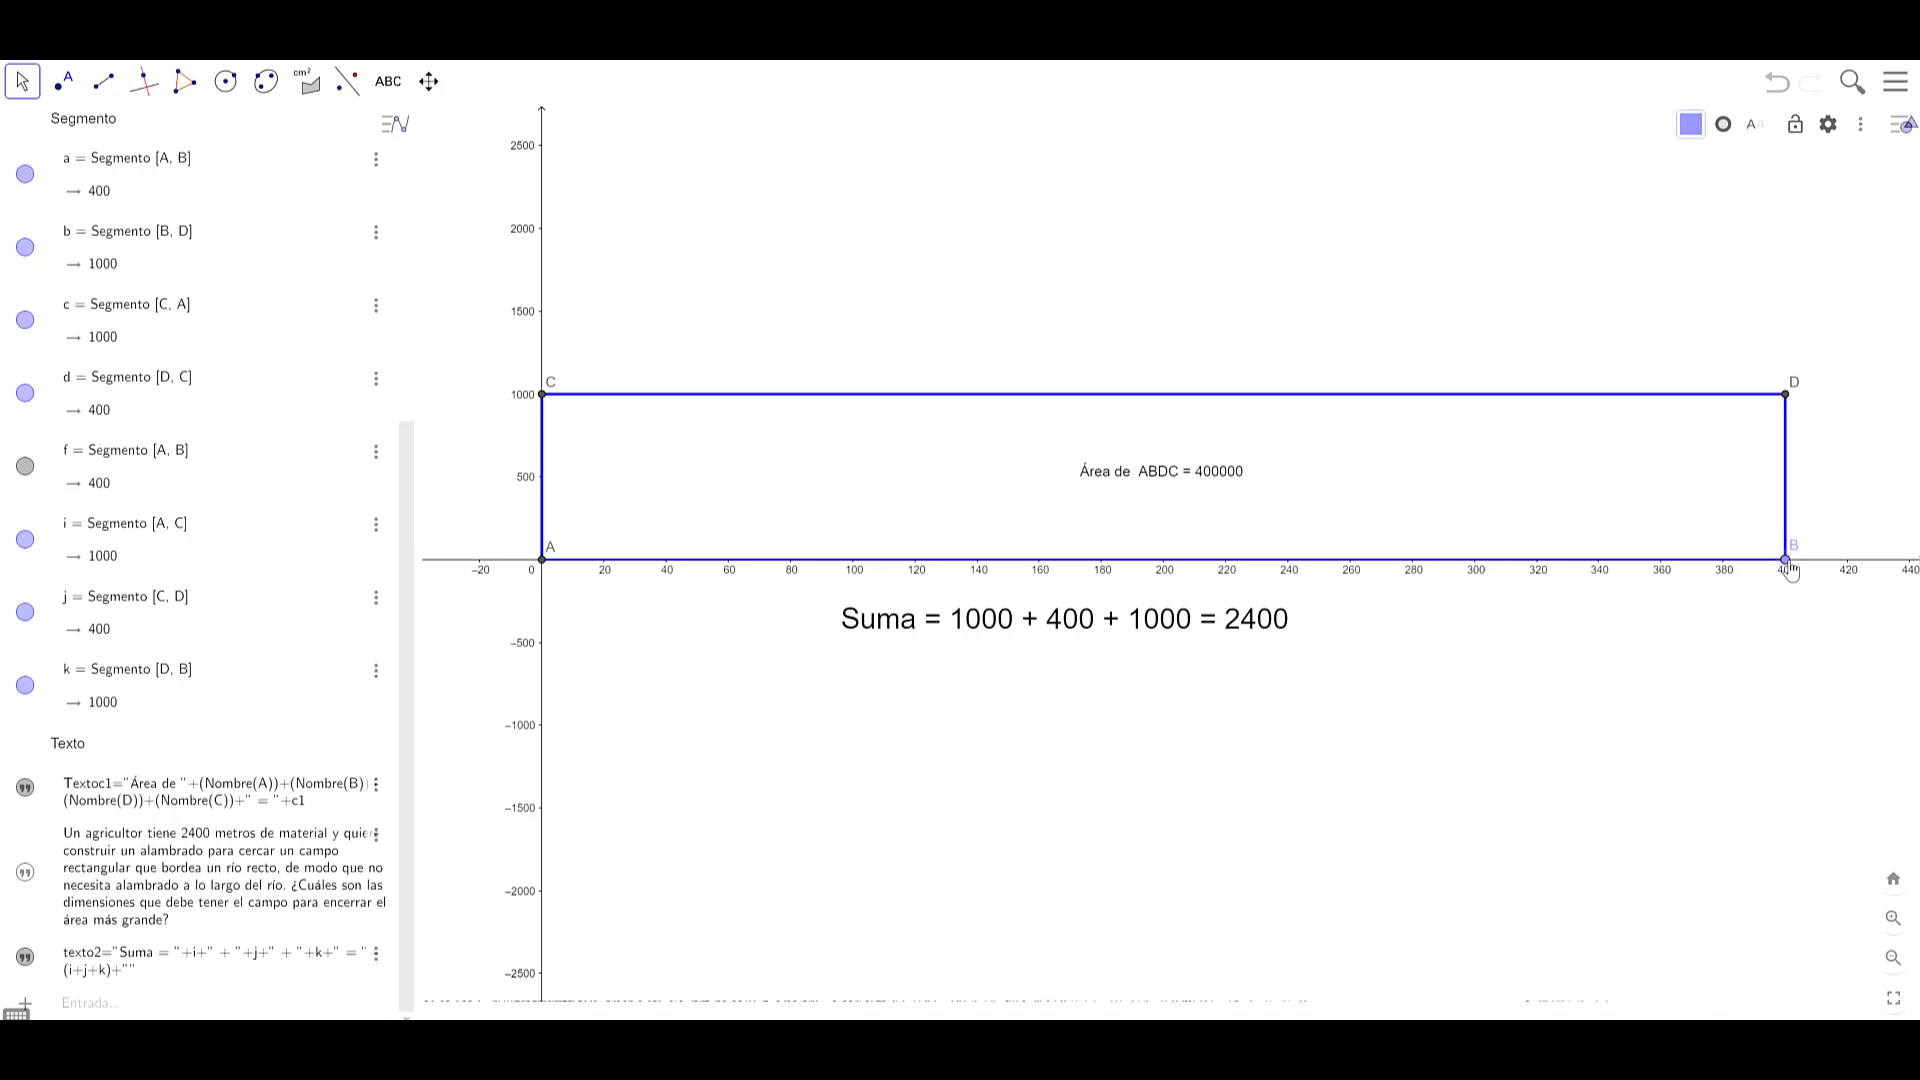 A
cm²
ABC
Segmento
a = Segmento [A, B]
→ 400
b = Segmento [B, D]
→ 1000
c = Segmento [C, A]
→ 1000
d = Segmento [D, C]
→ 400
f = Segmento [A, B]
→ 400
i = Segmento [A, C]
→ 1000
j = Segmento [C, D]
→ 400
k = Segmento [D, B]
→ 1000
Texto
Textoc1="Área de "+(Nombre(A))+(Nombre(B))
(Nombre(D))+(Nombre(C))+" = "+c1
Un agricultor tiene 2400 metros de material y
construir un alambrado para cercar un campo
rectangular que bordea un río recto, de modo que no
necesita alambrado a lo largo del río. ¿Cuáles son las
dimensiones que debe tener el campo para encerrar el
área más grande?
texto2="Suma = "+i+" + "+j+" + "+k+" = "
(i+j+k)+""
Entrada...
AA
2500
2000
1500
1000
500
0
−500
−1000
−1500
−2000
−2500
C
D
Área de ABDC = 400000
A
B
−20
20
40
60
80
100
120
140
160
180
200
220
240
260
280
300
320
340
360
380
420
440
Suma = 1000 + 400 + 1000 = 2400